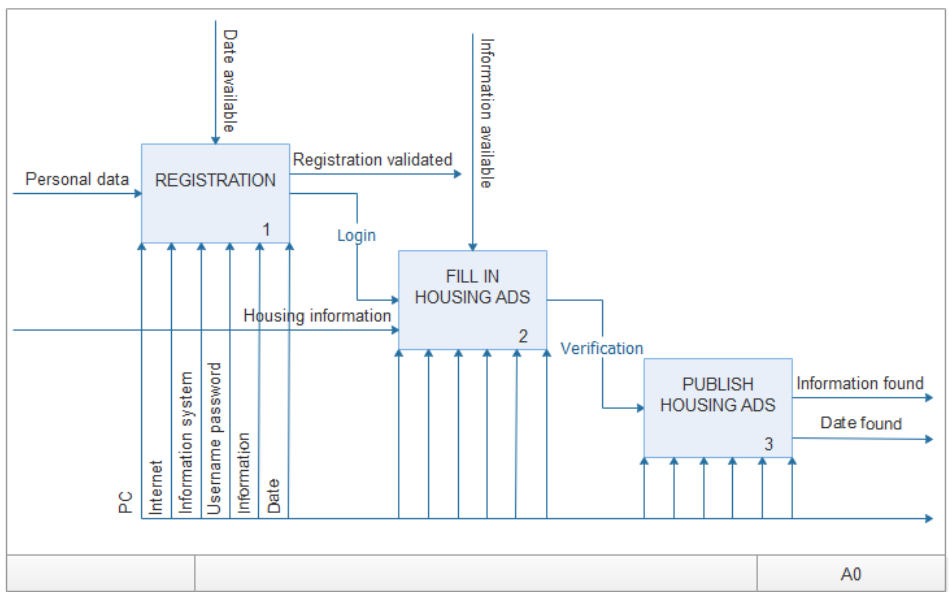 Date available
Information available
Personal data
REGISTRATION
1
Registration validated
Login
FILL IN
HOUSING ADS
2
Housing information
Verification
PUBLISH
HOUSING ADS
3
Information found
Date found
PC
Internet
Information system
Username password
Information
Date
A0